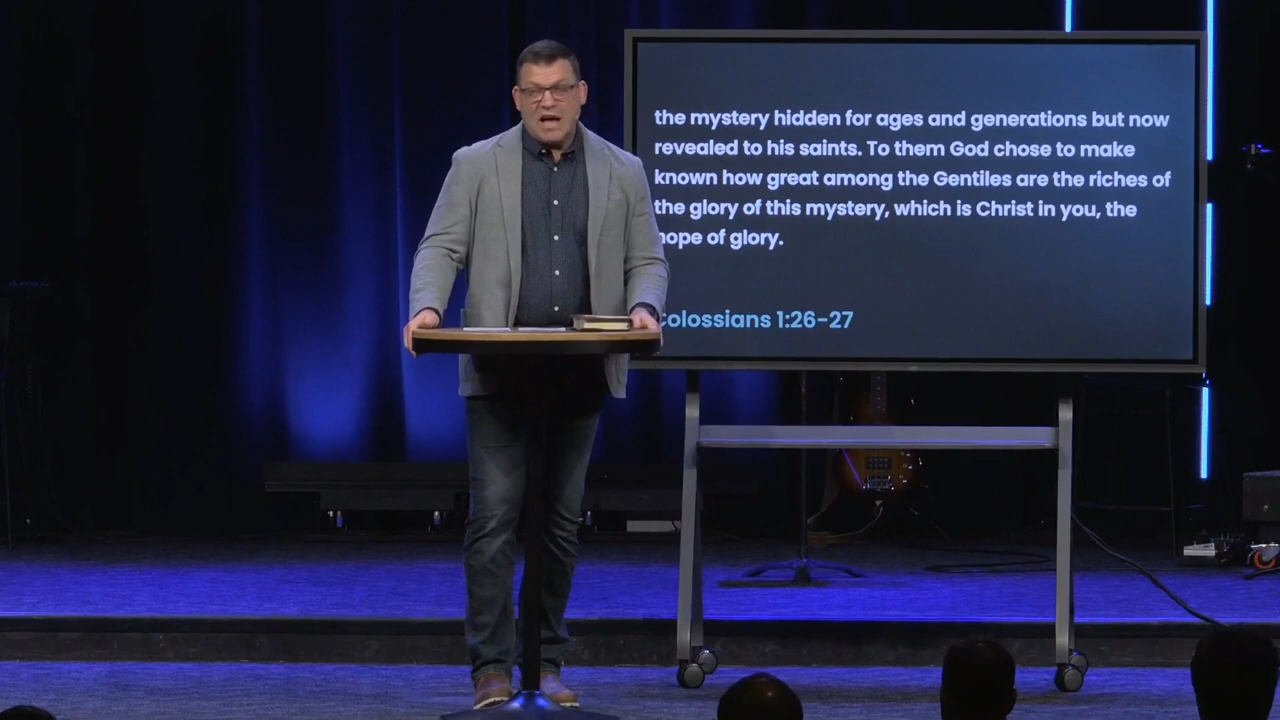 the mystery hidden for ages and generations but now
revealed to his saints. To them God chose to make
known how great among the Gentiles are the riches of
the glory of this mystery, which is Christ in you, the
hope of glory.
Colossians 1:26-27